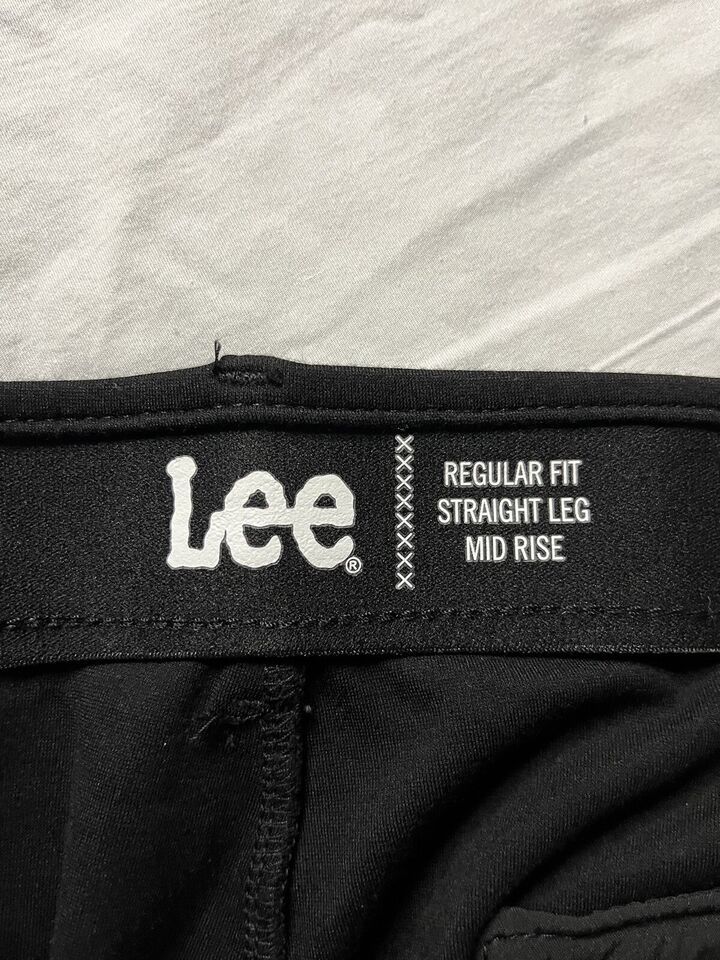 Lee®
REGULAR FIT
STRAIGHT LEG
MID RISE